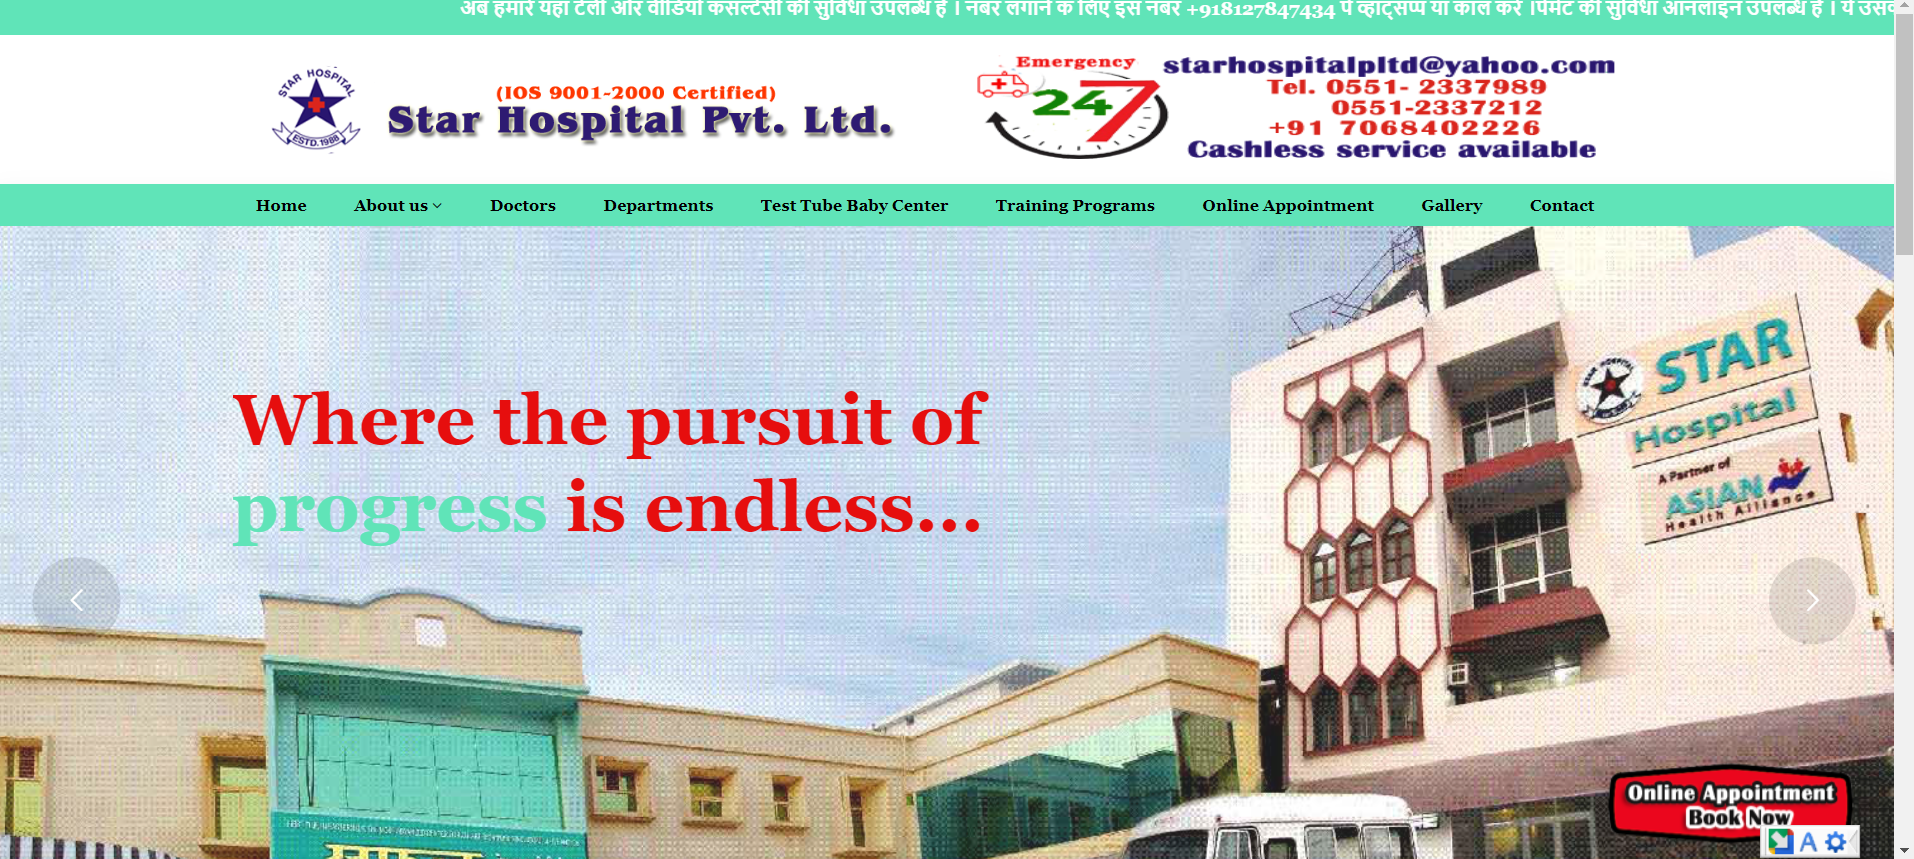 अब हमारे यहां टेली और वीडियो कंसल्टेंसी की सुविधा उपलब्ध है । नंबर लगाने के लिए इस नंबर +918127847434 पे व्हाट्सप्प या काल करें ।पेमेंट की सुविधा ऑनलाइन उपलब्ध है । ये
STAR HOSPITAL
ESTD.1988
(IOS 9001-2000 Certified)
Star Hospital Pvt. Ltd.
Emergency
24 7
starhospitalpltd@yahoo.com
Tel. 0551- 2337989
0551-2337212
+91 7068402226
Cashless service available
Home About us Doctors Departments Test Tube Baby Center Training Programs Online Appointment Gallery Contact
Where the pursuit of
progress is endless...
STAR HOSPITAL
STAR
Hospital
A Partner of
ASIAN
Health Alliance
Online Appointment
Book Now
A